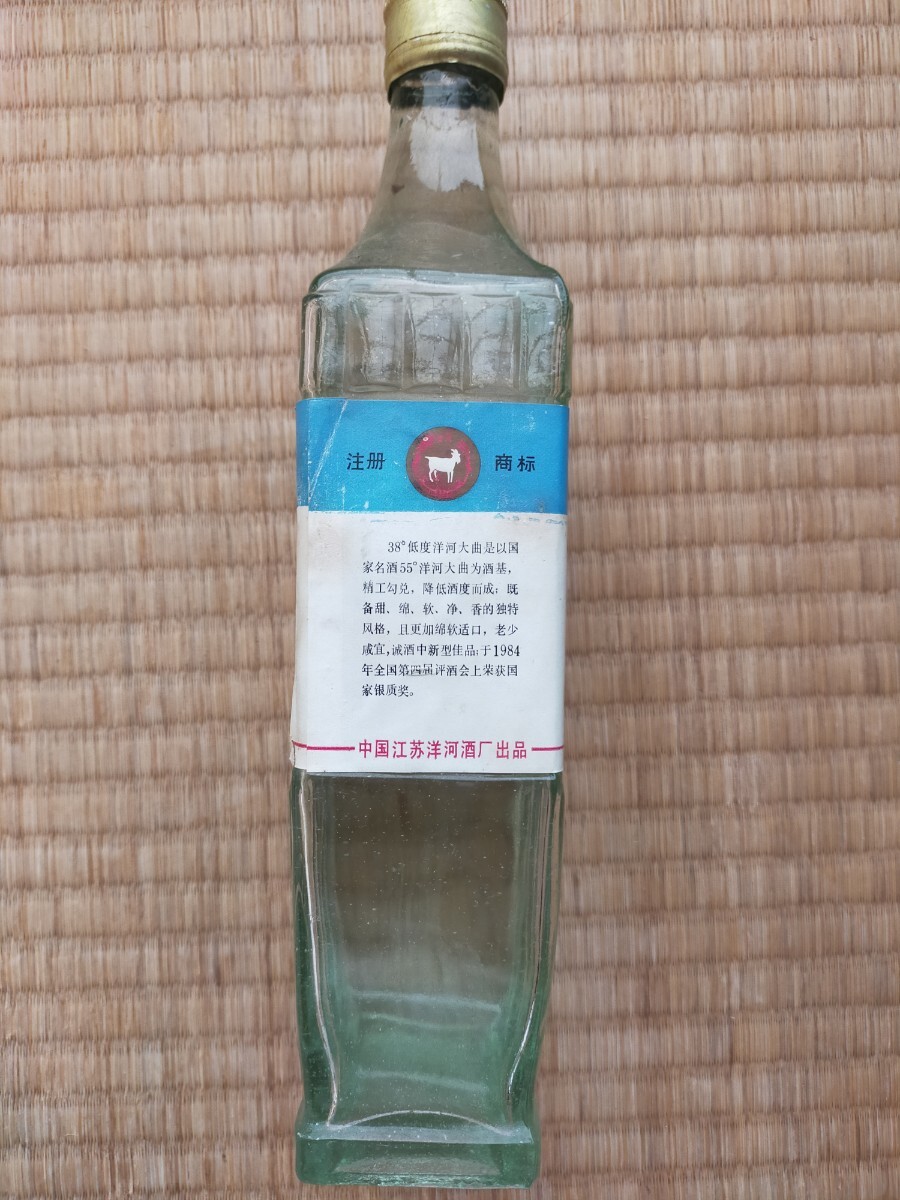 注册 商标
38°低度洋河大曲是以国
家名酒55°洋河大曲为酒基，
精工勾兑，降低酒度而成；既
备甜、绵、软、净、香的独特
风格，且更加绵软适口，老少
咸宜，诚酒中新型佳品；于1984
年全国第四届评酒会上荣获国
家银质奖。
中国江苏洋河酒厂出品